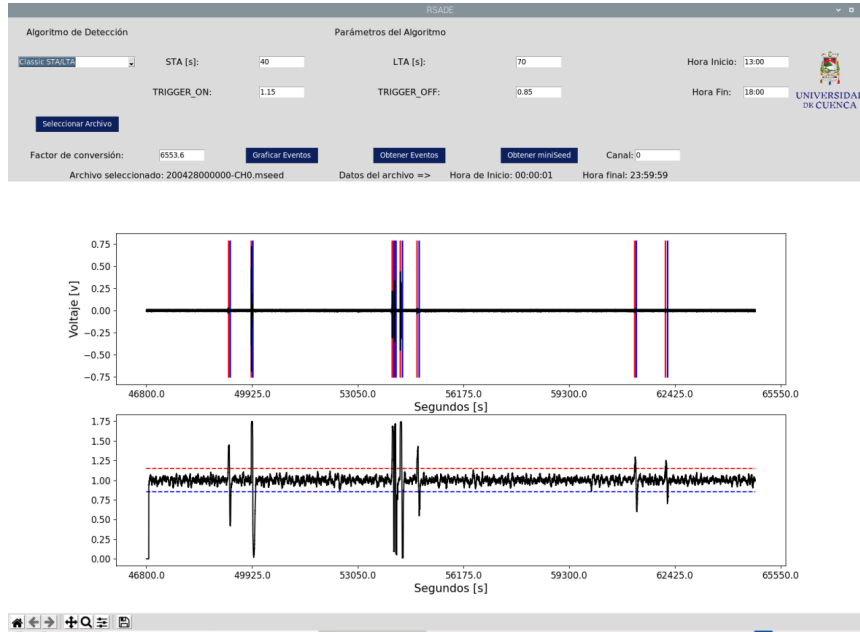 RSADE
Algoritmo de Detección Parámetros del Algoritmo
Classic STA/LTA STA [s]: 40 LTA [s]: 70 Hora Inicio: 13:00
TRIGGER_ON: 1.15 TRIGGER_OFF: 0.85 Hora Fin: 18:00
UNIVERSIDAD
DE CUENCA
Seleccionar Archivo
Factor de conversión: 6553.6 Graficar Eventos Obtener Eventos Obtener miniSeed Canal: 0
Archivo seleccionado: 200428000000-CH0.mseed Datos del archivo => Hora de Inicio: 00:00:01 Hora final: 23:59:59
0.75
0.50
0.25
0.00
−0.25
−0.50
−0.75
Voltaje [v]
46800.0 49925.0 53050.0 56175.0 59300.0 62425.0 65550.0
Segundos [s]
1.75
1.50
1.25
1.00
0.75
0.50
0.25
0.00
46800.0 49925.0 53050.0 56175.0 59300.0 62425.0 65550.0
Segundos [s]